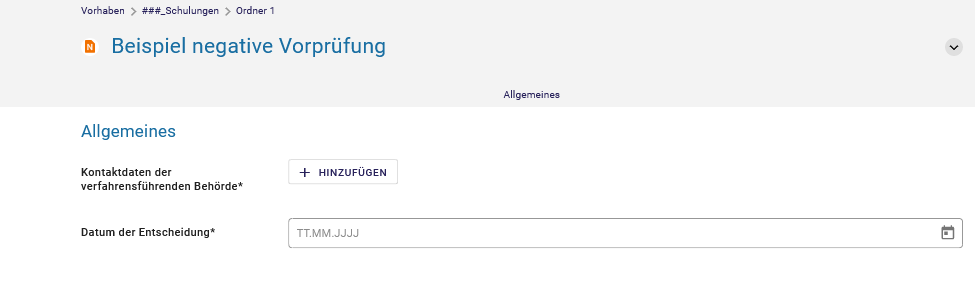 Vorhaben > ###_Schulungen > Ordner 1
N Beispiel negative Vorprüfung
Allgemeines
Allgemeines
Kontaktdaten der
verfahrensführenden Behörde*
+ HINZUFÜGEN
Datum der Entscheidung*
TT.MM.JJJJ